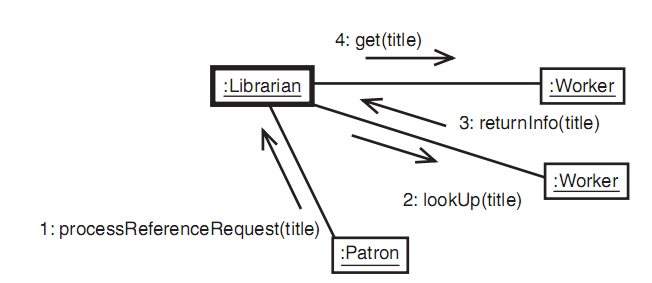 4: get(title)
:Librarian
:Worker
3: returnInfo(title)
:Worker
2: lookUp(title)
1: processReferenceRequest(title)
:Patron